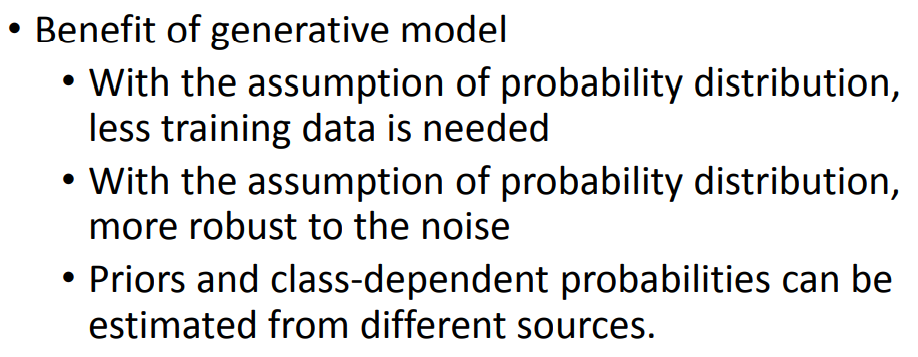 • Benefit of generative model
• With the assumption of probability distribution,
less training data is needed
• With the assumption of probability distribution,
more robust to the noise
• Priors and class-dependent probabilities can be
estimated from different sources.